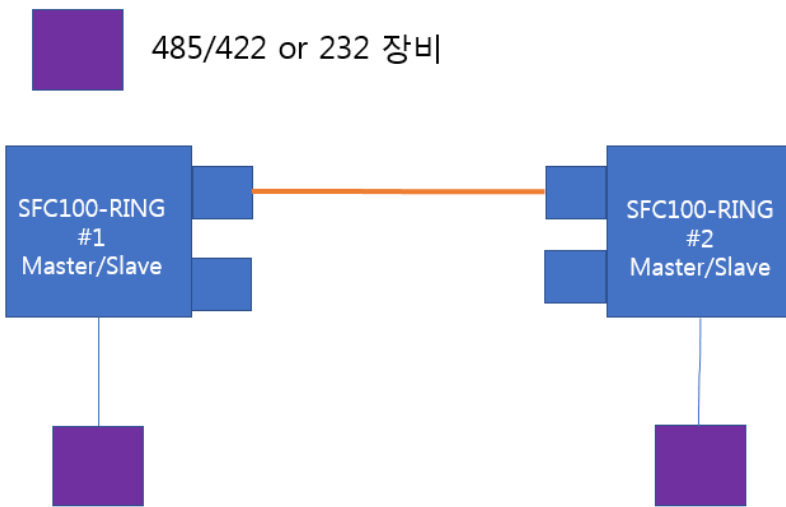 485/422 or 232 장비
SFC100-RING
#1
Master/Slave
SFC100-RING
#2
Master/Slave